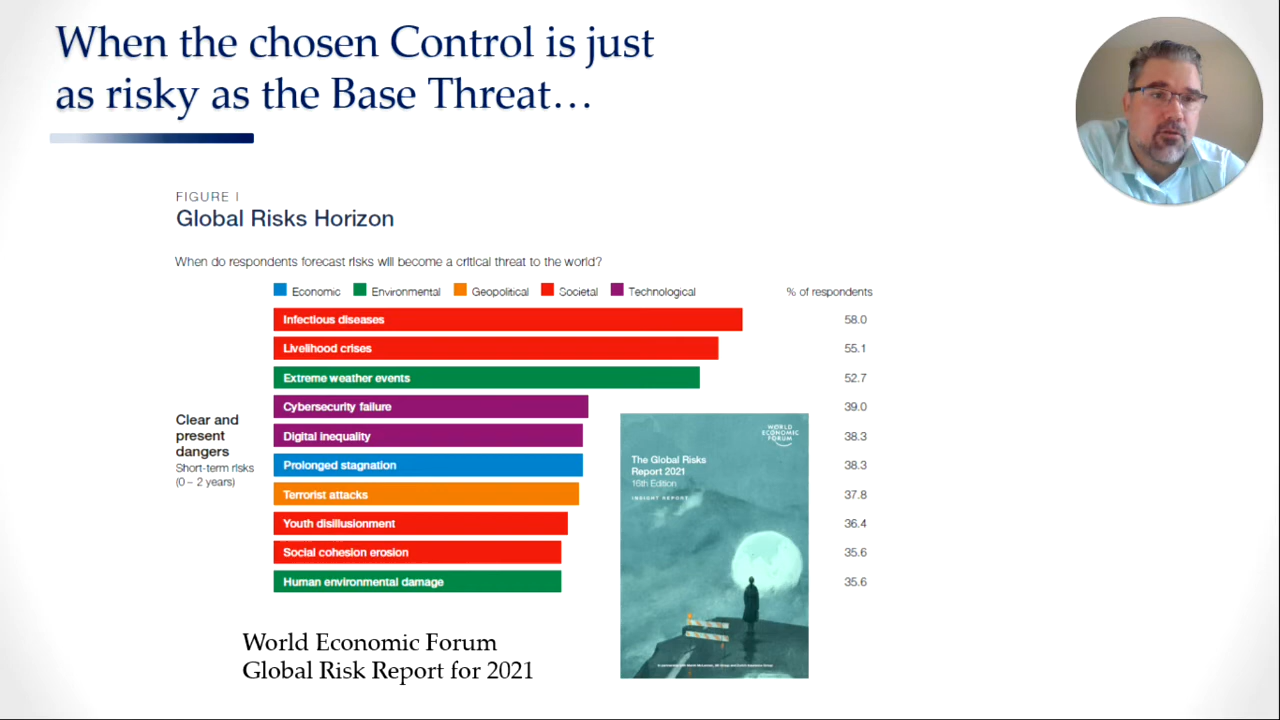 When the chosen Control is just
as risky as the Base Threat…
FIGURE I
Global Risks Horizon
When do respondents forecast risks will become a critical threat to the world?
Economic Environmental Geopolitical Societal Technological % of respondents
Infectious diseases 58.0
Livelihood crises 55.1
Extreme weather events 52.7
Cybersecurity failure 39.0
Digital inequality 38.3
Prolonged stagnation 38.3
Terrorist attacks 37.8
Youth disillusionment 36.4
Social cohesion erosion 35.6
Human environmental damage 35.6
Clear and
present
dangers
Short-term risks
(0 – 2 years)
WORLD
ECONOMIC
FORUM
The Global Risks
Report 2021
16th Edition
INSIGHT REPORT
World Economic Forum
Global Risk Report for 2021